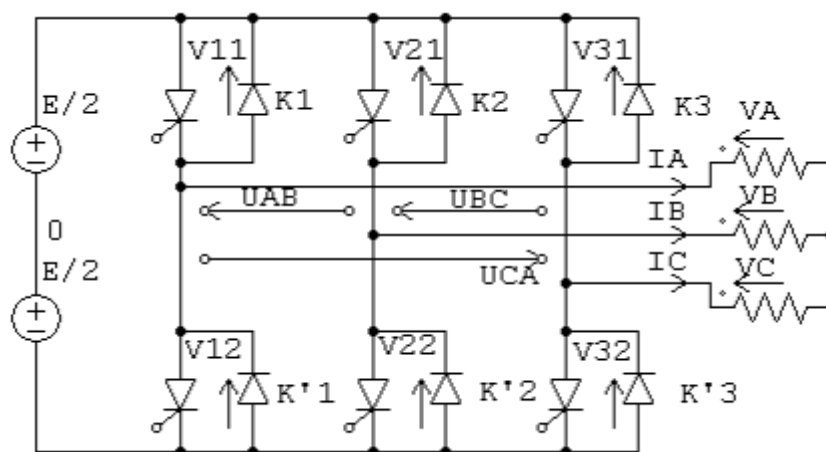 V11 V21 V31
E/2 K1 K2 K3 VA
+ −
IA
UAB UBC VB
0 IB
E/2 UCA IC VC
+ −
V12 V22 V32
K'1 K'2 K'3